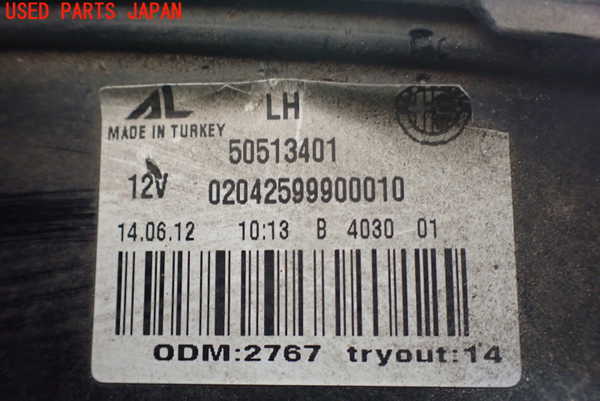 USED PARTS JAPAN
AL LH
MADE IN TURKEY
50513401
12V 02042599900010
14.06.12 10:13 B 4030 01
ODM:2767 tryout:14